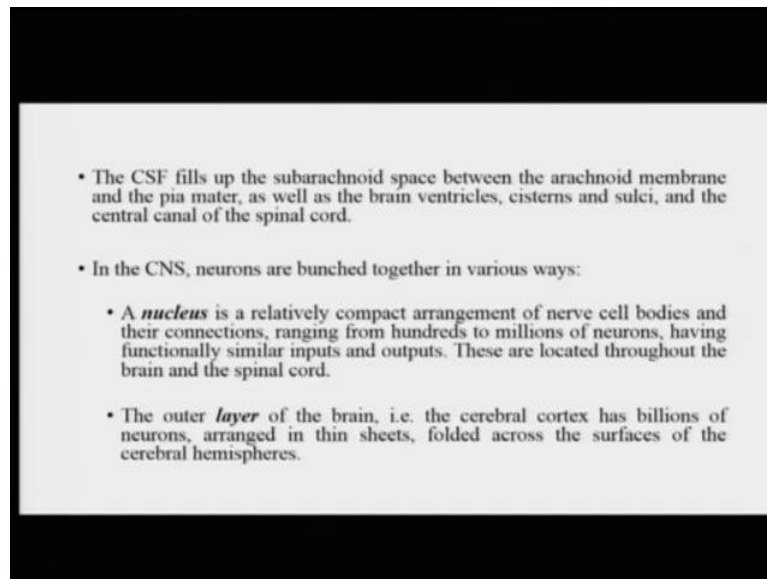 • The CSF fills up the subarachnoid space between the arachnoid membrane
and the pia mater, as well as the brain ventricles, cisterns and sulci, and the
central canal of the spinal cord.
• In the CNS, neurons are bunched together in various ways:
• A nucleus is a relatively compact arrangement of nerve cell bodies and
their connections, ranging from hundreds to millions of neurons, having
functionally similar inputs and outputs. These are located throughout the
brain and the spinal cord.
• The outer layer of the brain, i.e. the cerebral cortex has billions of
neurons, arranged in thin sheets, folded across the surfaces of the
cerebral hemispheres.